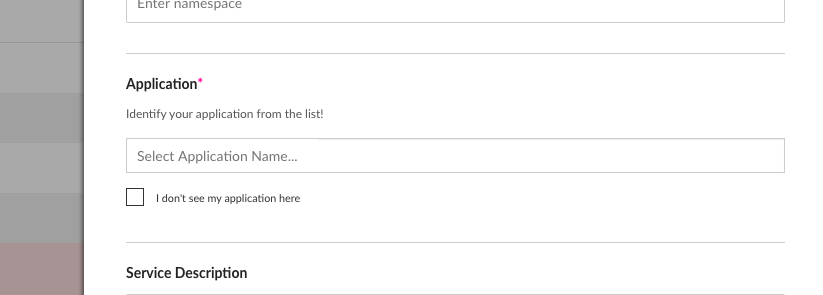 Enter namespace
Application*
Identify your application from the list!
Select Application Name...
I don't see my application here
Service Description